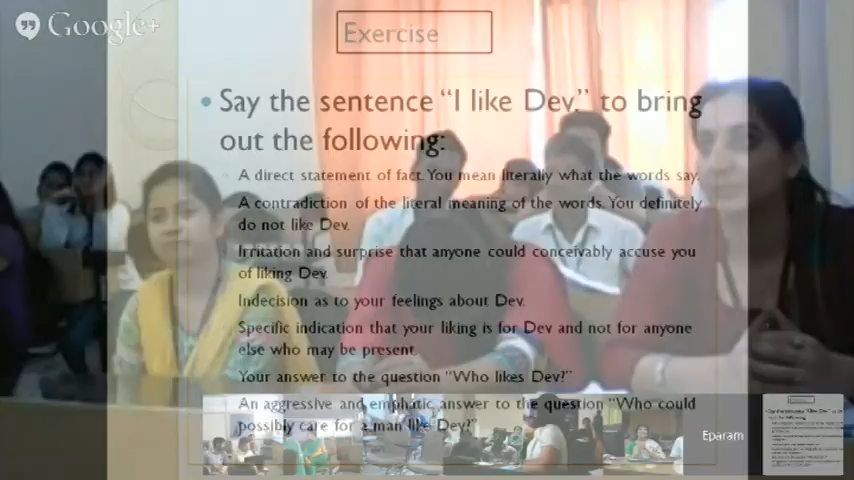 Google+
Exercise
Say the sentence “I like Dev.” to bring
out the following:
A direct statement of fact. You mean literally what the words say.
A contradiction of the literal meaning of the words. You definitely
do not like Dev.
Irritation and surprise that anyone could conceivably accuse you
of liking Dev.
Indecision as to your feelings about Dev.
Specific indication that your liking is for Dev and not for anyone
else who may be present.
Your answer to the question “Who likes Dev?”
An aggressive and emphatic answer to the question “Who could
possibly care for a man like Dev?”
Eparam